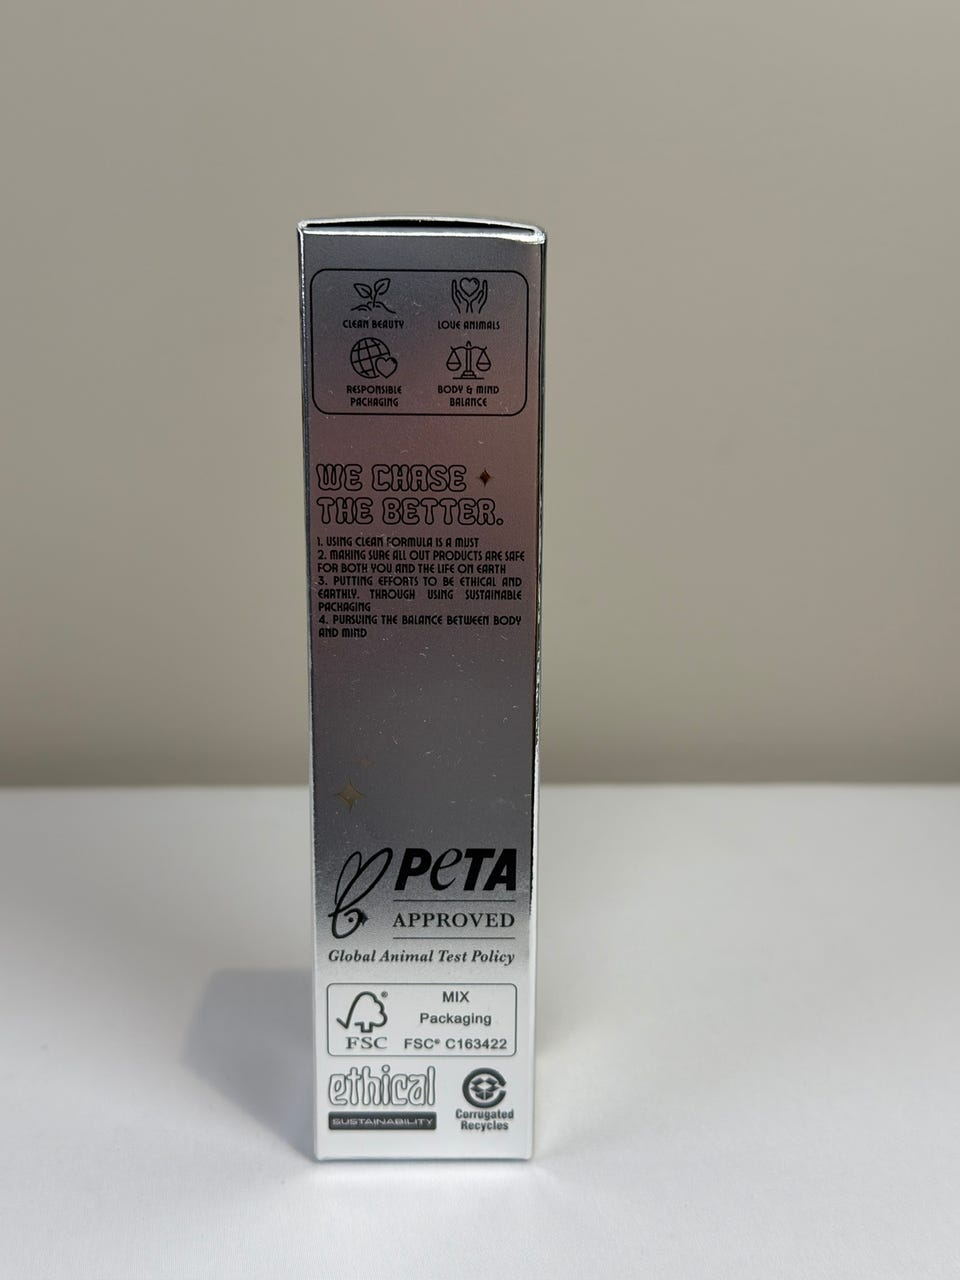 CLEAN BEAUTY
LOVE ANIMALS
RESPONSIBLE
PACKAGING
BODY & MIND
BALANCE
WE CHASE
THE BETTER.
1. USING CLEAN FORMULA IS A MUST
2. MAKING SURE ALL OUT PRODUCTS ARE SAFE
FOR BOTH YOU AND THE LIFE ON EARTH
3. PUTTING EFFORTS TO BE ETHICAL AND
EARTHLY. THROUGH USING SUSTAINABLE
PACKAGING
4. PURSUING THE BALANCE BETWEEN BODY
AND MIND
PeTA
APPROVED
Global Animal Test Policy
FSC
MIX
Packaging
FSC® C163422
ethical
SUSTAINABILITY
Corrugated
Recycles